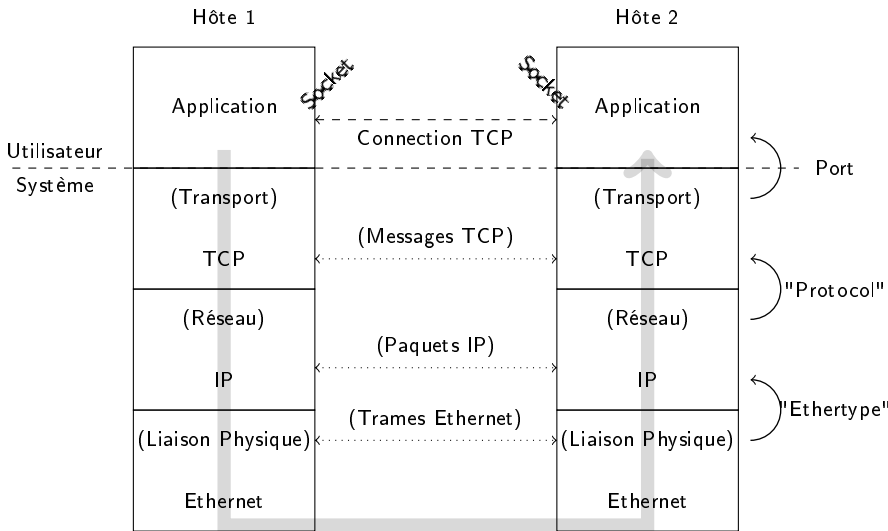 Hôte 1
Hôte 2
Socket
Socket
Application
Application
Connection TCP
Utilisateur
Système
Port
(Transport)
(Transport)
(Messages TCP)
TCP
TCP
"Protocol"
(Réseau)
(Réseau)
(Paquets IP)
IP
IP
"Ethertype"
(Trames Ethernet)
(Liaison Physique)
(Liaison Physique)
Ethernet
Ethernet